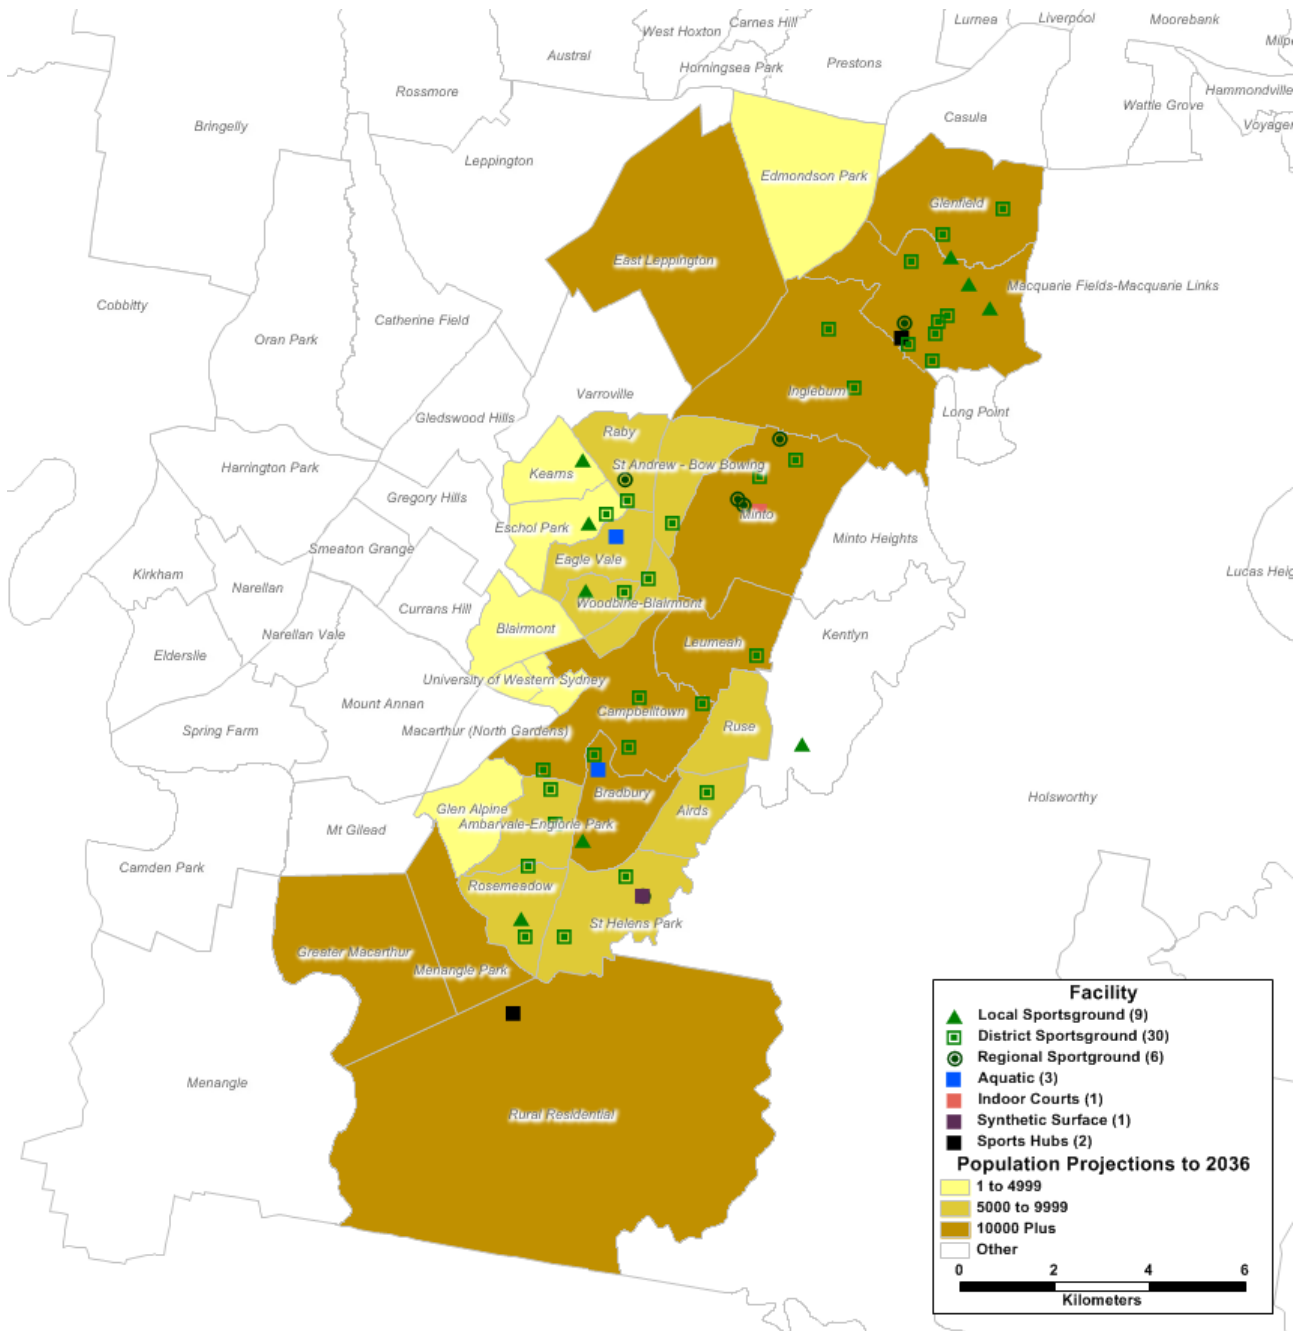 Carnes Hill
Lurnea
Liverpool
Moorebank
West Hoxton
Milpe
Austral
Horningsea Park
Prestons
Rossmore
Hammondville
Wattle Grove
Casula
Voyager
Bringelly
Leppington
Edmondson Park
Glenfield
East Leppington
Macquarie Fields-Macquarie Links
Cobbitty
Catherine Field
Oran Park
Ingleburn
Varroville
Long Point
Gledswood Hills
Raby
Harrington Park
St Andrew - Bow Bowing
Kearns
Gregory Hills
Minto
Eschol Park
Minto Heights
Smeaton Grange
Eagle Vale
Lucas Heig
Kirkham
Narellan
Woodbine-Blairmont
Currans Hill
Blairmont
Narellan Vale
Kentlyn
Leumeah
Elderslie
University of Western Sydney
Mount Annan
Campbelltown
Ruse
Spring Farm
Macarthur (North Gardens)
Bradbury
Holsworthy
Glen Alpine
Airds
Ambarvale-Englorie Park
Mt Gilead
Camden Park
Rosemeadow
St Helens Park
Greater Macarthur
Menangle Park
Menangle
Rural Residential
Facility
Local Sportsground (9)
District Sportsground (30)
Regional Sportground (6)
Aquatic (3)
Indoor Courts (1)
Synthetic Surface (1)
Sports Hubs (2)
Population Projections to 2036
1 to 4999
5000 to 9999
10000 Plus
Other
0 2 4 6
Kilometers